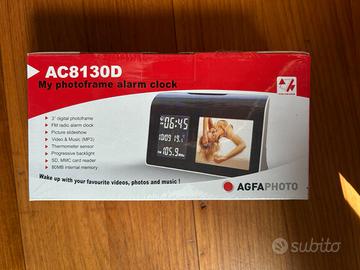 AC8130D
My photoframe alarm clock
3" digital photoframe
FM radio alarm clock
Picture slideshow
Video & Music (MP3)
Thermometer sensor
Progressive backlight
SD, MMC card reader
80MB internal memory
-06:45
105.9
Wake up with your favourite videos, photos and music !
AGFAPHOTO
subito